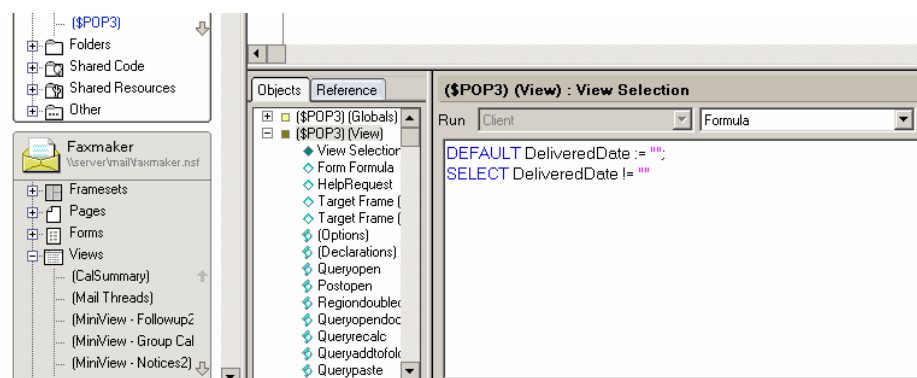 ($POP3)
Folders
Shared Code
Shared Resources
Other
Faxmaker
\\server\mail\faxmaker.nsf
Framesets
Pages
Forms
Views
(CalSummary)
(Mail Threads)
(MiniView - Followup2
(MiniView - Group Cal
(MiniView - Notices2)
Objects Reference
($POP3) (Globals)
($POP3) (View)
View Selection
Form Formula
HelpRequest
Target Frame (
Target Frame (
(Options)
(Declarations)
Queryopen
Postopen
Regiondoublec
Queryopendoc
Queryrecalc
Queryaddtofolc
Querypaste
($POP3) (View) : View Selection
Run Client Formula
DEFAULT DeliveredDate := "";
SELECT DeliveredDate != ""